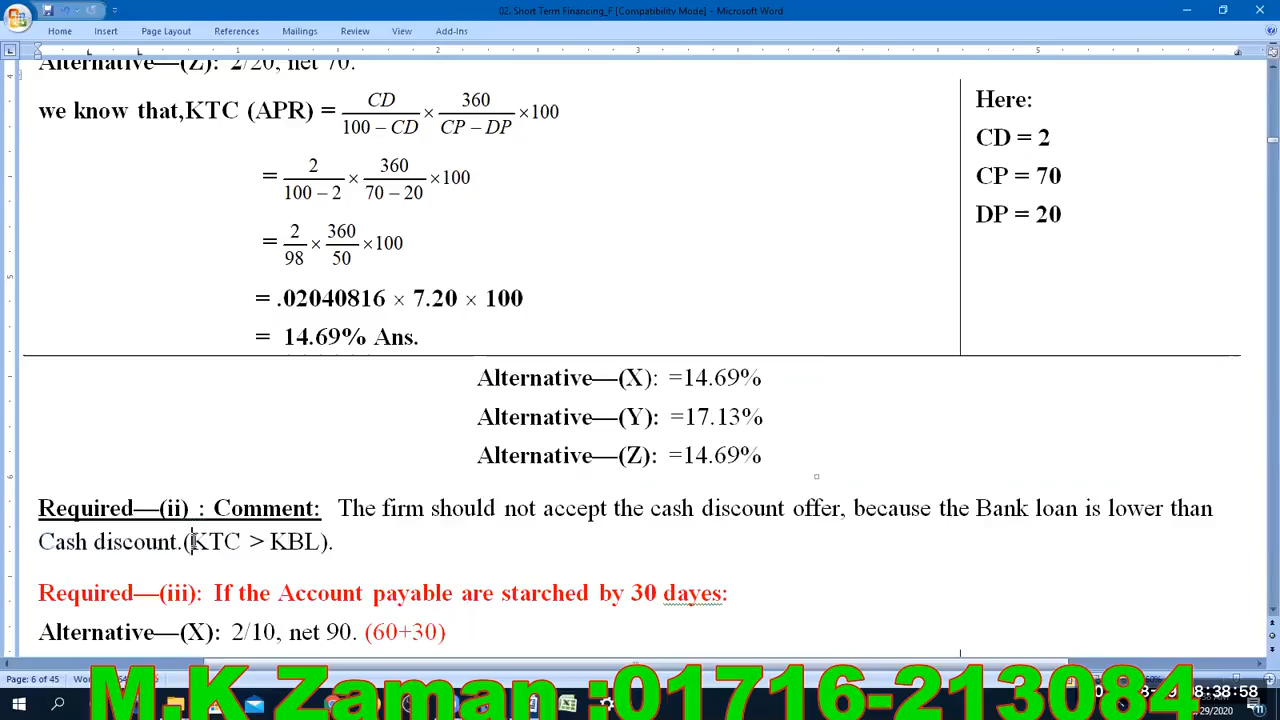 02. Short Term Financing_F [Compatibility Mode] - Microsoft Word
Home Insert Page Layout References Mailings Review View Add-Ins
Alternative—(Z): 2/20, net 70.
we know that,KTC (APR) = CD/(100 – CD) × 360/(CP – DP) ×100
= 2/(100 – 2) × 360/(70 – 20) ×100
= 2/98 × 360/50 ×100
= .02040816 × 7.20 × 100
= 14.69% Ans.
Here:
CD = 2
CP = 70
DP = 20
Alternative—(X): =14.69%
Alternative—(Y): =17.13%
Alternative—(Z): =14.69%
Required—(ii) : Comment: The firm should not accept the cash discount offer, because the Bank loan is lower than
Cash discount.(KTC > KBL).
Required—(iii): If the Account payable are starched by 30 dayes:
Alternative—(X): 2/10, net 90. (60+30)
Page: 6 of 45
M.K Zaman :01716-213084
8:38:58
29/2020